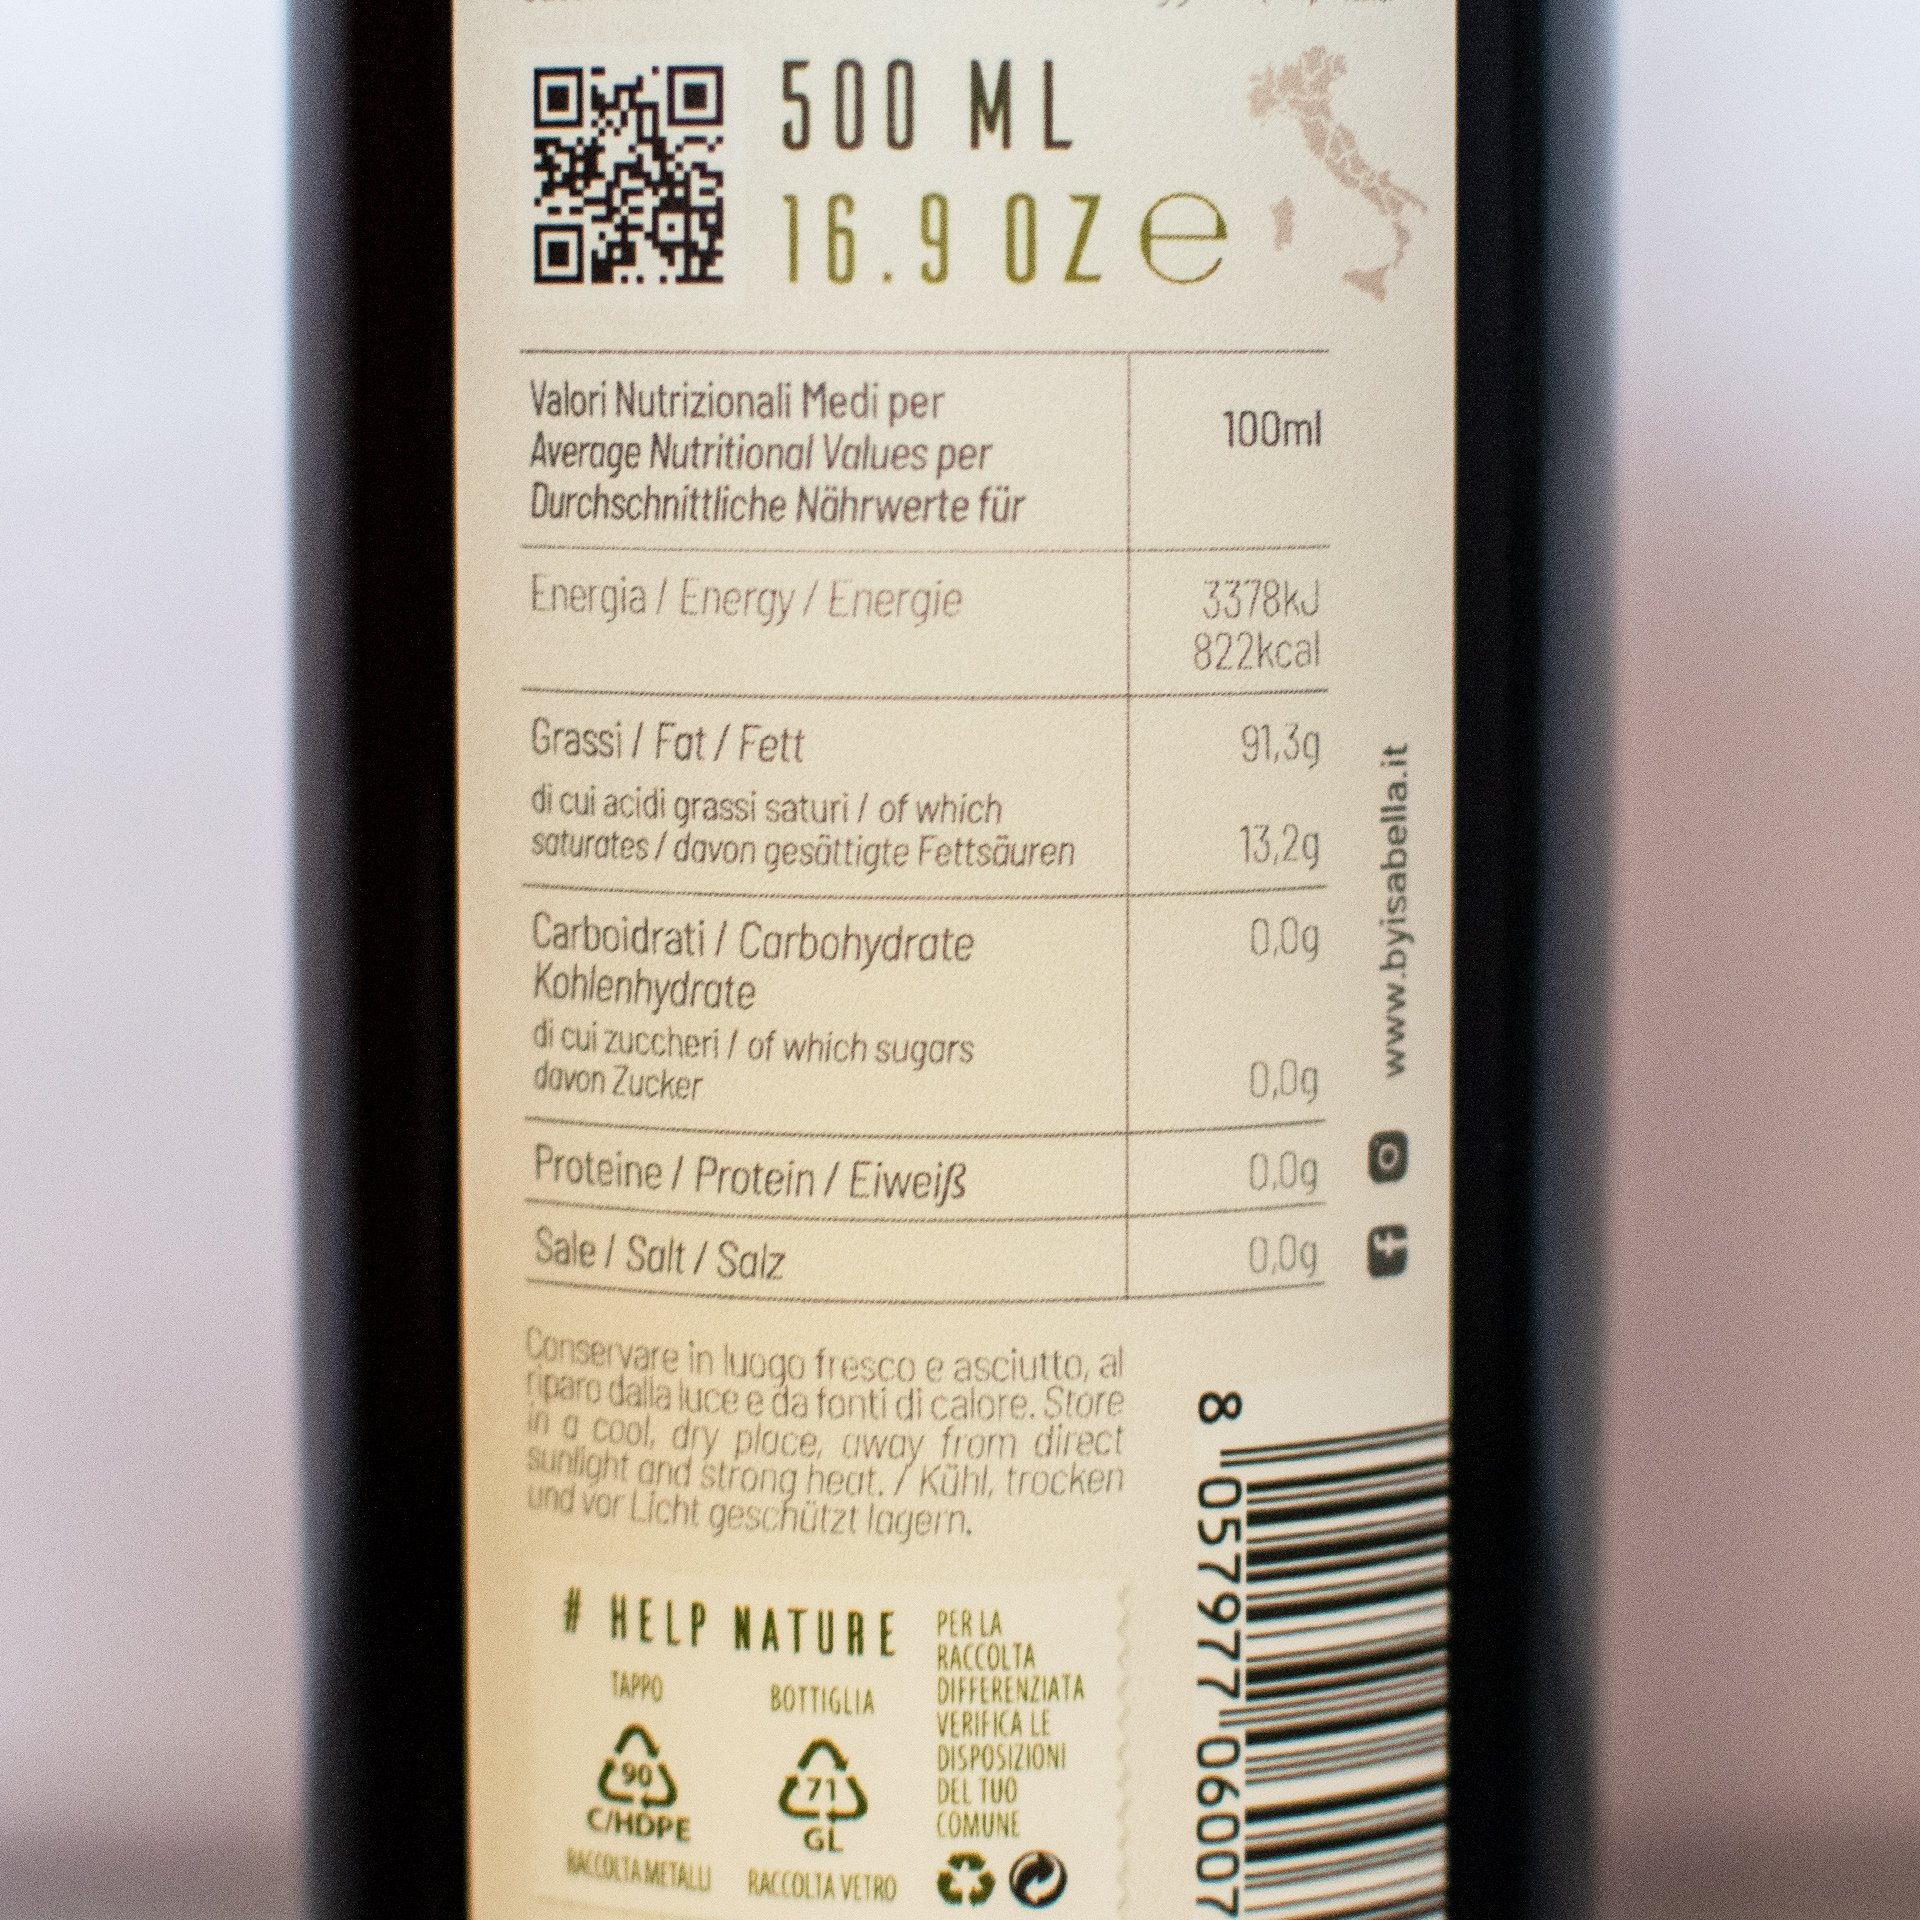 500 ML
16.9 OZ e
Valori Nutrizionali Medi per
Average Nutritional Values per
Durchschnittliche Nährwerte für
100ml
Energia / Energy / Energie
3378kJ
822kcal
Grassi / Fat / Fett
91,3g
di cui acidi grassi saturi / of which
saturates / davon gesättigte Fettsäuren
13,2g
Carboidrati / Carbohydrate
Kohlenhydrate
0,0g
di cui zuccheri / of which sugars
davon Zucker
0,0g
Proteine / Protein / Eiweiß
0,0g
Sale / Salt / Salz
0,0g
www.byisabella.it
Conservare in luogo fresco e asciutto, al
riparo dalla luce e da fonti di calore. Store
in a cool, dry place, away from direct
sunlight and strong heat. / Kühl, trocken
und vor Licht geschützt lagern.
# HELP NATURE
TAPPO
90
C/HDPE
RACCOLTA METALLI
BOTTIGLIA
71
GL
RACCOLTA VETRO
PER LA
RACCOLTA
DIFFERENZIATA
VERIFICA LE
DISPOSIZIONI
DEL TUO
COMUNE
8 057977 06007